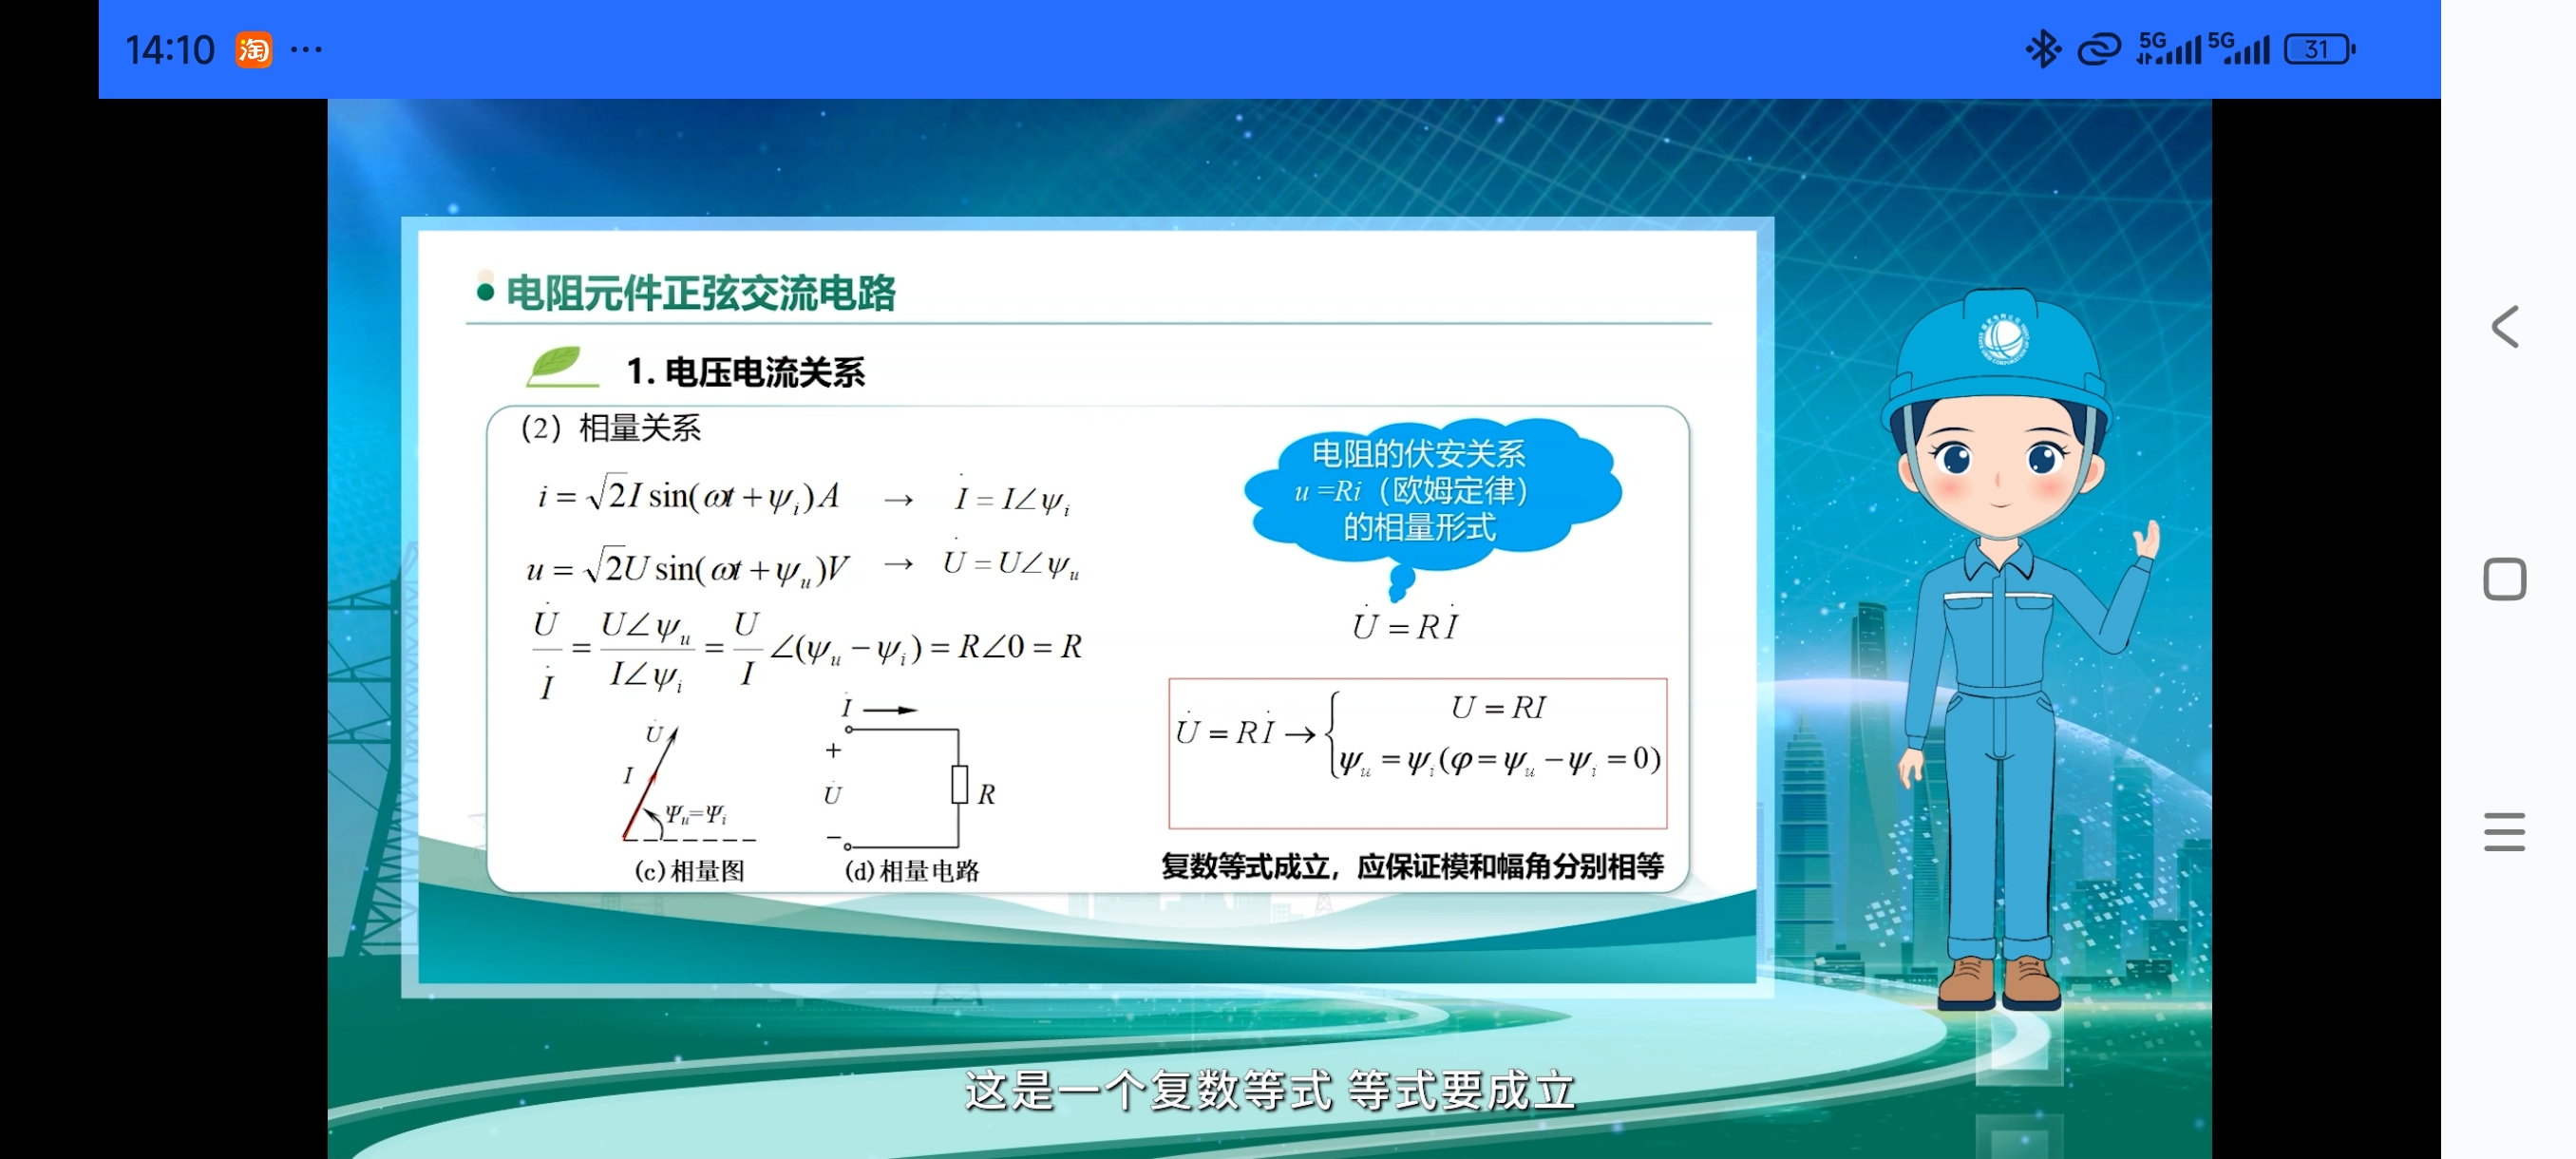 14:10 淘 ···
5G 5G 31
电阻元件正弦交流电路
1. 电压电流关系
（2）相量关系
i = √2I sin(ωt + ψᵢ)A → İ = I∠ψᵢ
u = √2U sin(ωt + ψᵤ)V → U̇ = U∠ψᵤ
U̇/İ = U∠ψᵤ/I∠ψᵢ = U/I ∠(ψᵤ − ψᵢ) = R∠0 = R
U̇
I
Ψᵤ=Ψᵢ
(c)相量图
İ
+
U̇
−
R
(d)相量电路
电阻的伏安关系
u =Ri（欧姆定律）
的相量形式
U̇ = Rİ
U̇ = Rİ → { U = RI
ψᵤ = ψᵢ(φ = ψᵤ − ψᵢ = 0)
复数等式成立，应保证模和幅角分别相等
这是一个复数等式 等式要成立